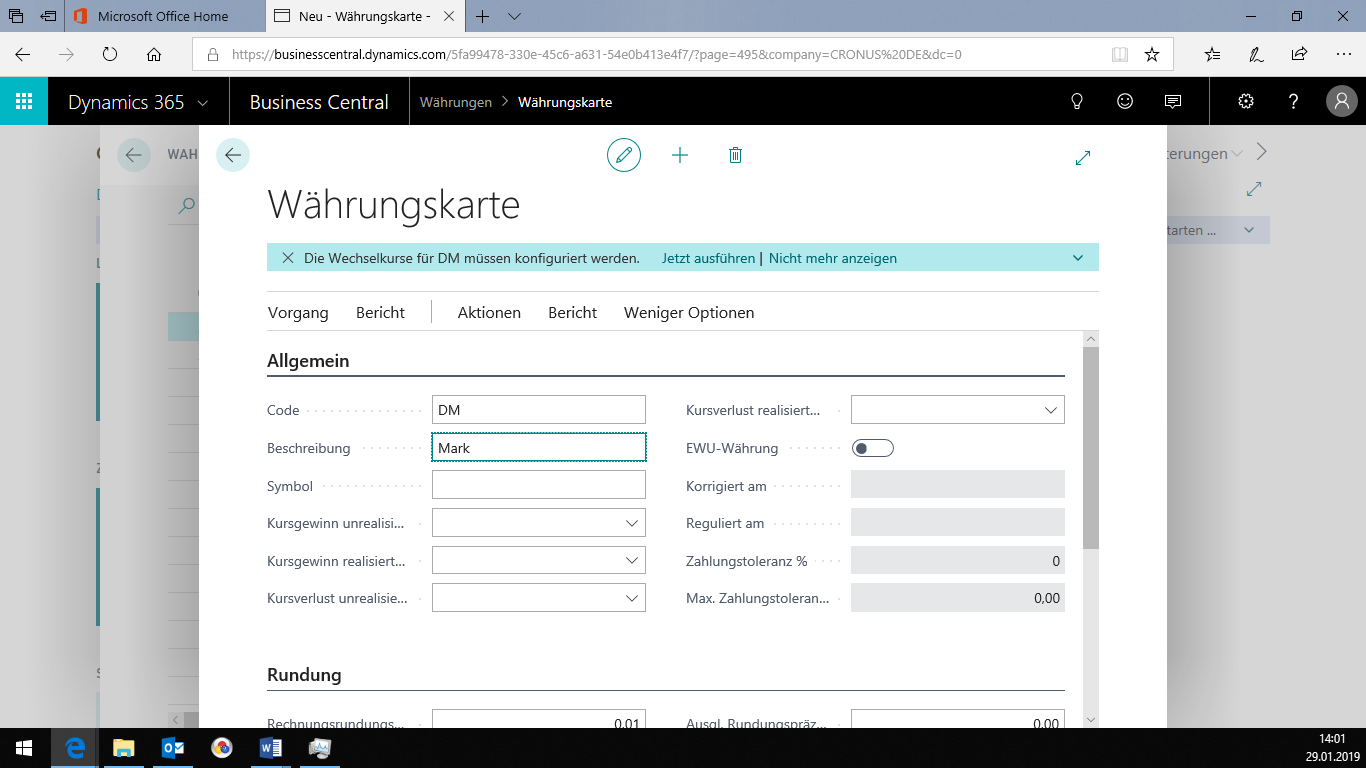 Microsoft Office Home
Neu - Währungskarte -
https://businesscentral.dynamics.com/5fa99478-330e-45c6-a631-54e0b413e4f7/?page=495&company=CRONUS%20DE&dc=0
Dynamics 365
Business Central
Währungen > Währungskarte
WÄH
terungen
tarten ...
Währungskarte
Die Wechselkurse für DM müssen konfiguriert werden. Jetzt ausführen | Nicht mehr anzeigen
Vorgang Bericht | Aktionen Bericht Weniger Optionen
Allgemein
Code DM
Kursverlust realisiert...
Beschreibung Mark
EWU-Währung
Symbol
Korrigiert am
Kursgewinn unrealisi...
Reguliert am
Kursgewinn realisiert...
Zahlungstoleranz % 0
Kursverlust unrealisie...
Max. Zahlungstoleran... 0,00
Rundung
Rechnungsrundungs... 0,01
Ausgl. Rundungspräz... 0,00
14:01
29.01.2019